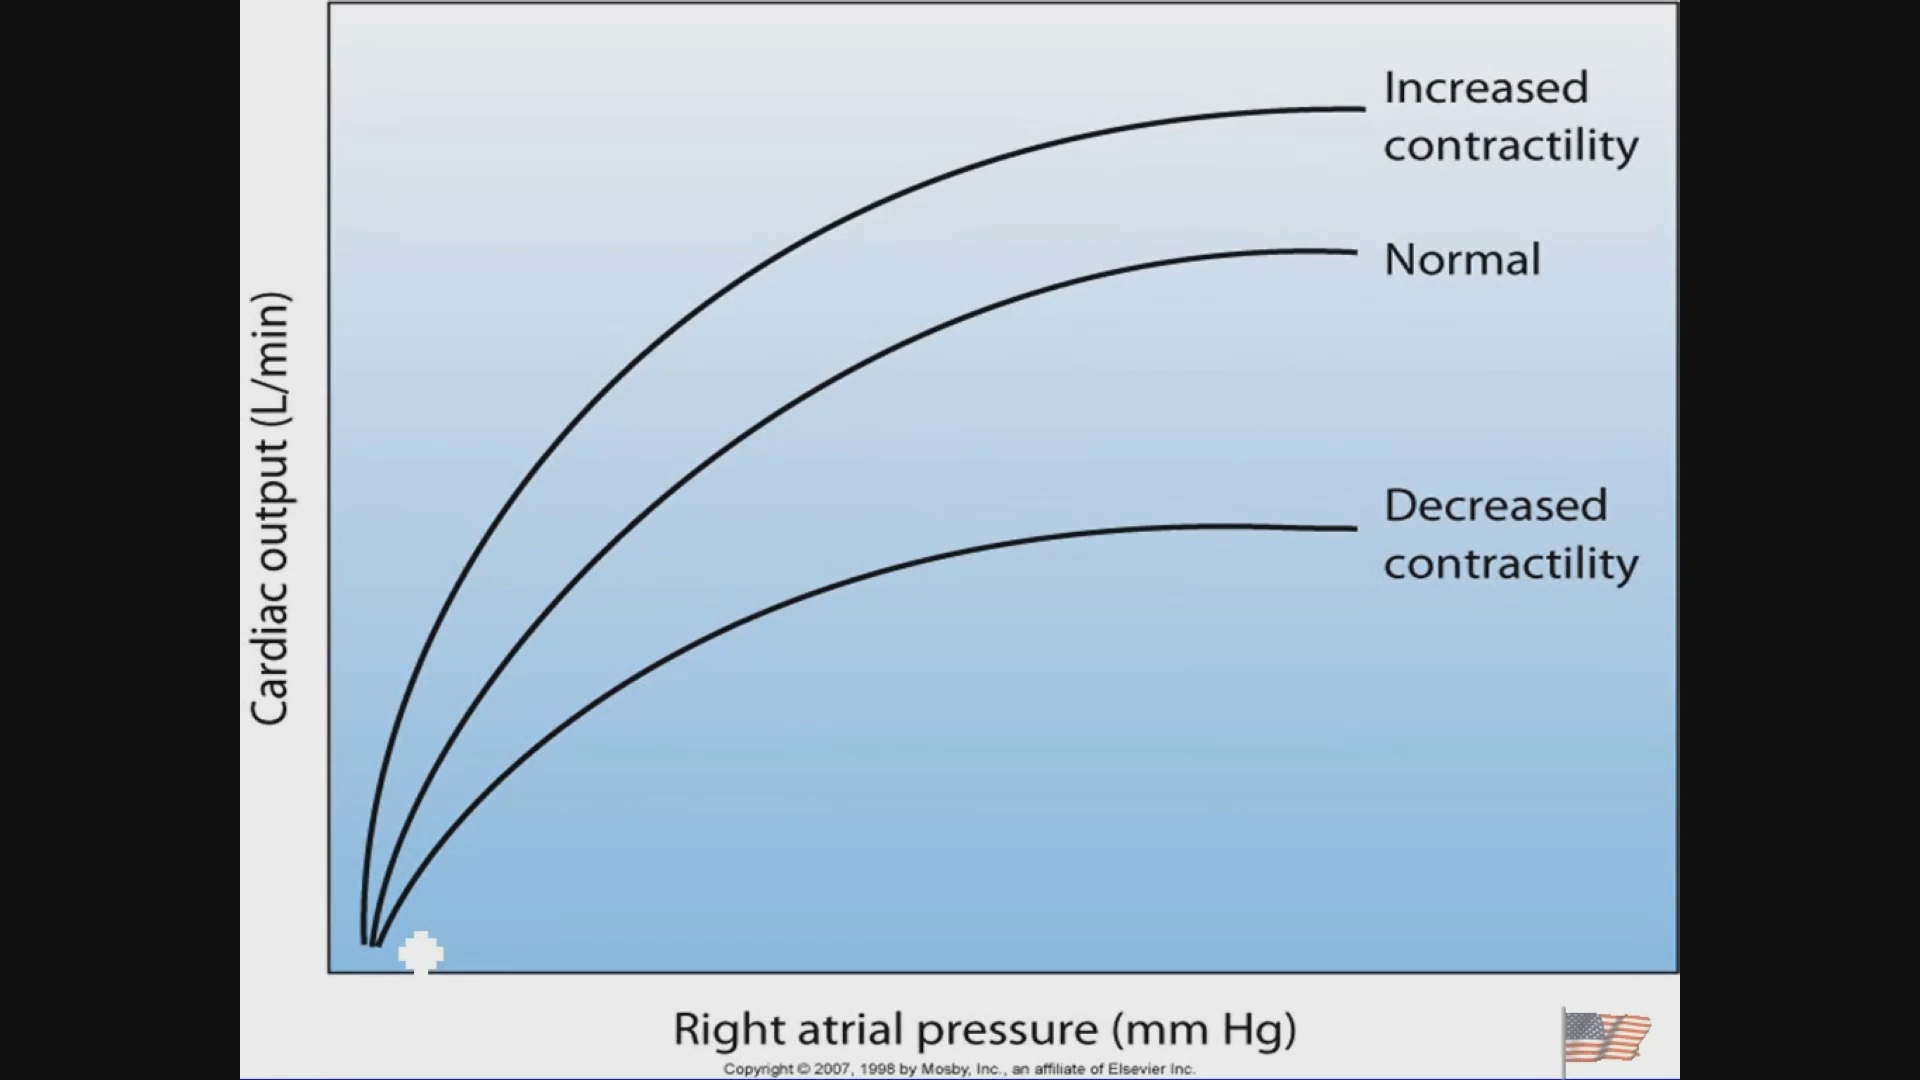 Increased
contractility
Normal
Cardiac output (L/min)
Decreased
contractility
Right atrial pressure (mm Hg)
Copyright © 2007, 1998 by Mosby, Inc., an affiliate of Elsevier Inc.